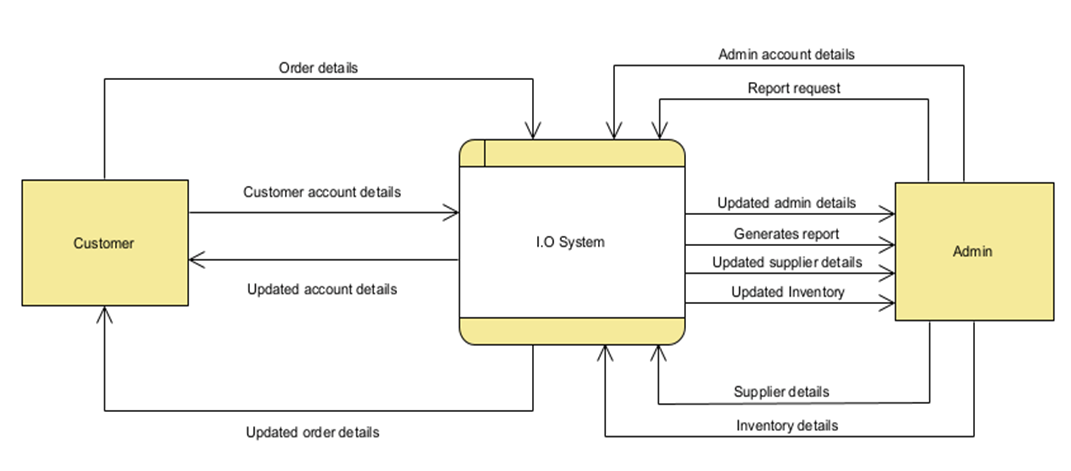 Admin account details
Order details
Report request
Customer account details
Updated admin details
Generates report
Customer
I.O System
Admin
Updated supplier details
Updated account details
Updated Inventory
Supplier details
Inventory details
Updated order details